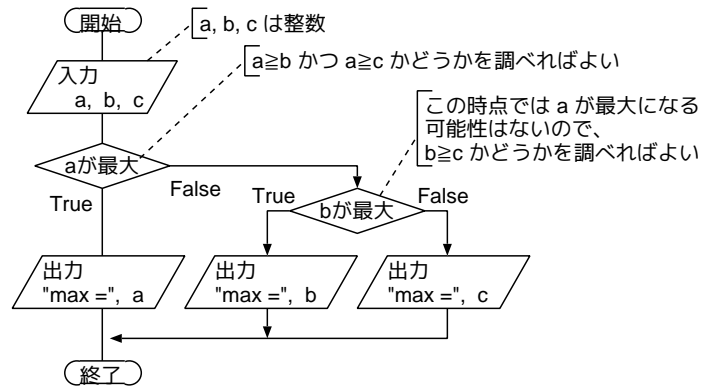 開始
a, b, c は整数
a≧b かつ a≧c かどうかを調べればよい
入力
a, b, c
この時点では a が最大になる
可能性はないので、
b≧c かどうかを調べればよい
aが最大
True
False
True
False
bが最大
出力
"max =", a
出力
"max =", b
出力
"max =", c
終了